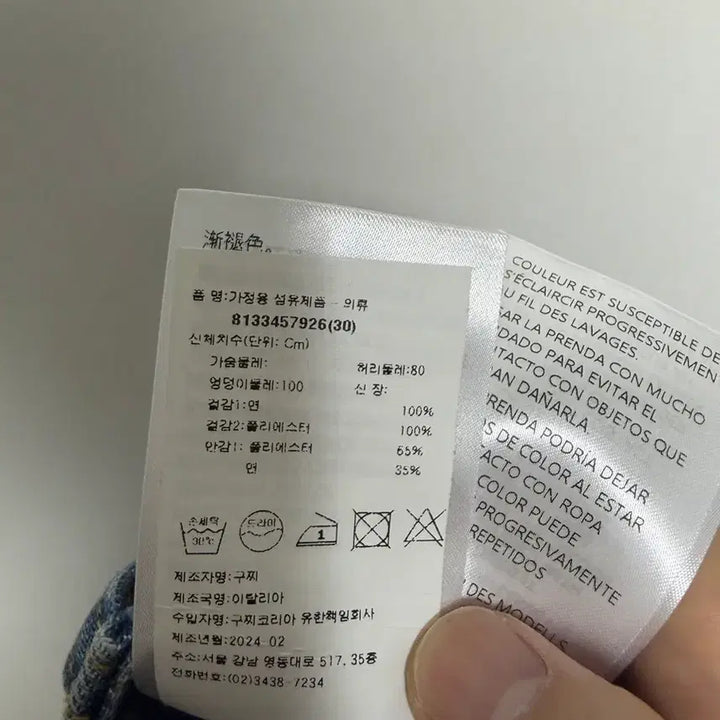 渐褪色。
품 명:가정용 섬유제품 - 의류
8133457926(30)
신체치수(단위: Cm)
가슴둘레: 허리둘레:80
엉덩이둘레:100 신 장:
겉감1:면 100%
겉감2:폴리에스터 100%
안감1: 폴리에스터 65%
면 35%
손세탁 드라이
30℃ 1
제조자명:구찌
제조국명:이탈리아
수입자명:구찌코리아 유한책임회사
제조년월:2024-02
주소:서울 강남 영동대로 517, 35층
전화번호:(02)3438-7234
COULEUR EST SUSCEPTIBLE DE
S'ÉCLAIRCIR PROGRESSIVEMEN
U FIL DES LAVAGES.
AR LA PRENDA CON MUCHO
DADO PARA EVITAR EL
NTACTO CON OBJETOS QUE
AN DAÑARLA
PRENDA PODRÍA DEJAR
S DE COLOR AL ESTAR
ACTO CON ROPA
COLOR PUEDE
PROGRESIVAMENTE
REPETIDOS
DES MODELLS